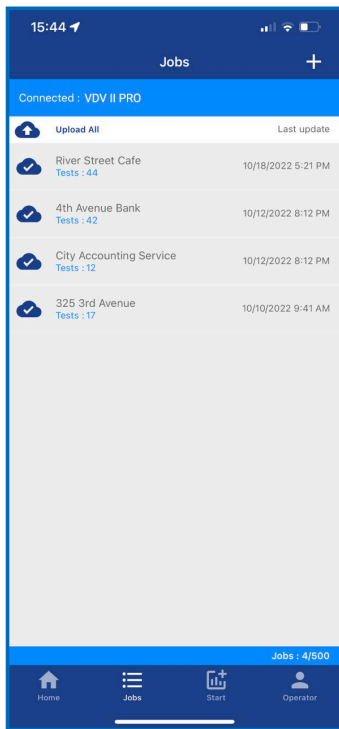 15:44
Jobs +
Connected : VDV II PRO
Upload All Last update
River Street Cafe
Tests : 44
10/18/2022 5:21 PM
4th Avenue Bank
Tests : 42
10/12/2022 8:12 PM
City Accounting Service
Tests : 12
10/12/2022 8:12 PM
325 3rd Avenue
Tests : 17
10/10/2022 9:41 AM
Jobs : 4/500
Home Jobs Start Operator